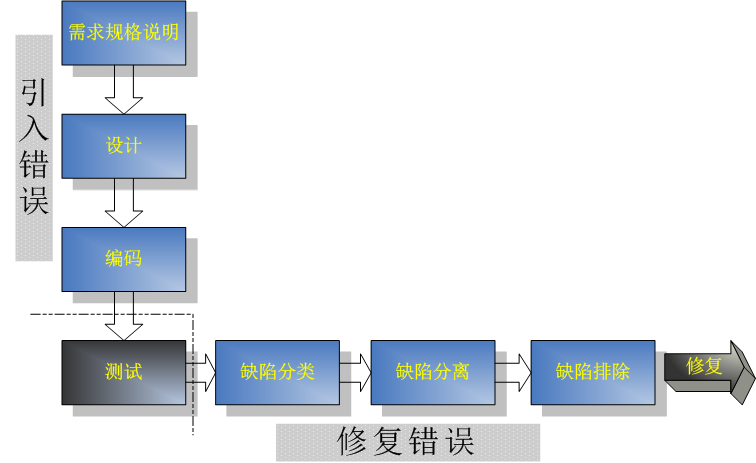 需求规格说明
引入错误
设计
编码
测试
缺陷分类
缺陷分离
缺陷排除
修复
修复错误